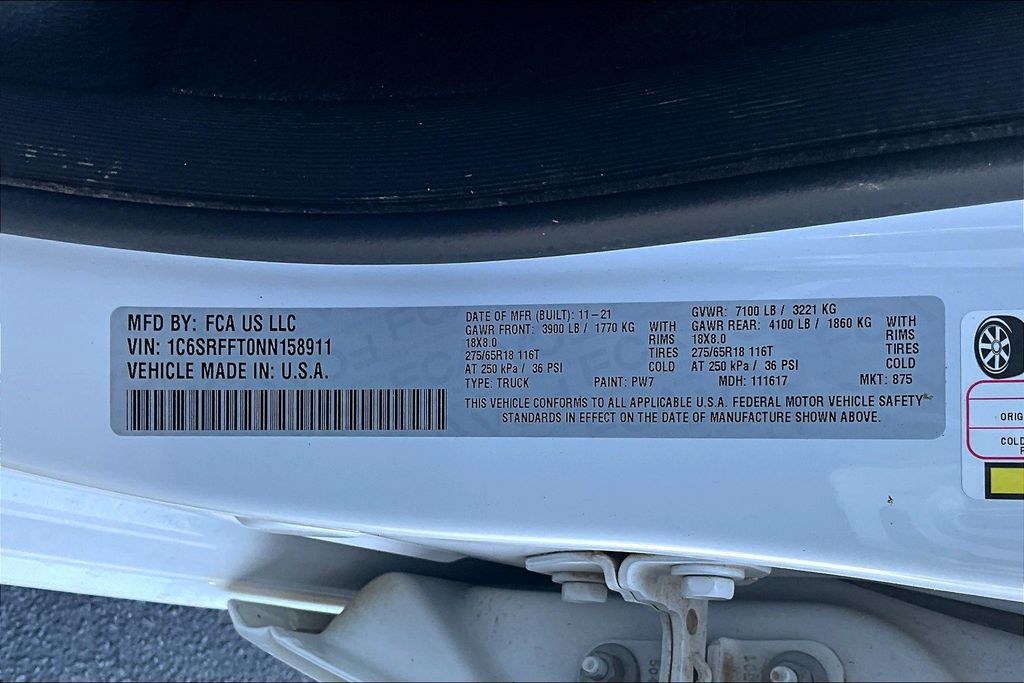 MFD BY: FCA US LLC
VIN: 1C6SRFFT0NN158911
VEHICLE MADE IN: U.S.A.
DATE OF MFR (BUILT): 11-21
GAWR FRONT: 3900 LB / 1770 KG WITH
18X8.0 RIMS
275/65R18 116T TIRES
AT 250 kPa / 36 PSI COLD
GVWR: 7100 LB / 3221 KG
GAWR REAR: 4100 LB / 1860 KG WITH
18X8.0 RIMS
275/65R18 116T TIRES
AT 250 kPa / 36 PSI COLD
TYPE: TRUCK PAINT: PW7 MDH: 111617 MKT: 875
THIS VEHICLE CONFORMS TO ALL APPLICABLE U.S.A. FEDERAL MOTOR VEHICLE SAFETY
STANDARDS IN EFFECT ON THE DATE OF MANUFACTURE SHOWN ABOVE.
ORIG
COLD